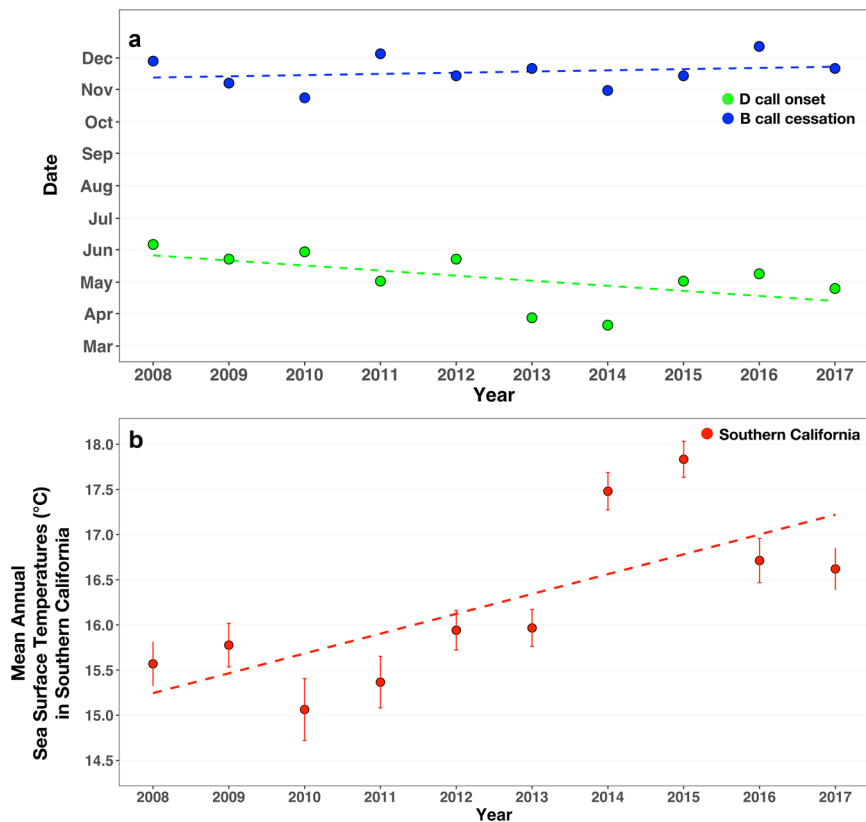 a
Dec
Nov
Oct
Sep
Aug
Jul
Jun
May
Apr
Mar
Date
D call onset
B call cessation
2008 2009 2010 2011 2012 2013 2014 2015 2016 2017
Year
b
Southern California
18.0
17.5
17.0
16.5
16.0
15.5
15.0
14.5
Mean Annual
Sea Surface Temperatures (°C)
in Southern California
2008 2009 2010 2011 2012 2013 2014 2015 2016 2017
Year